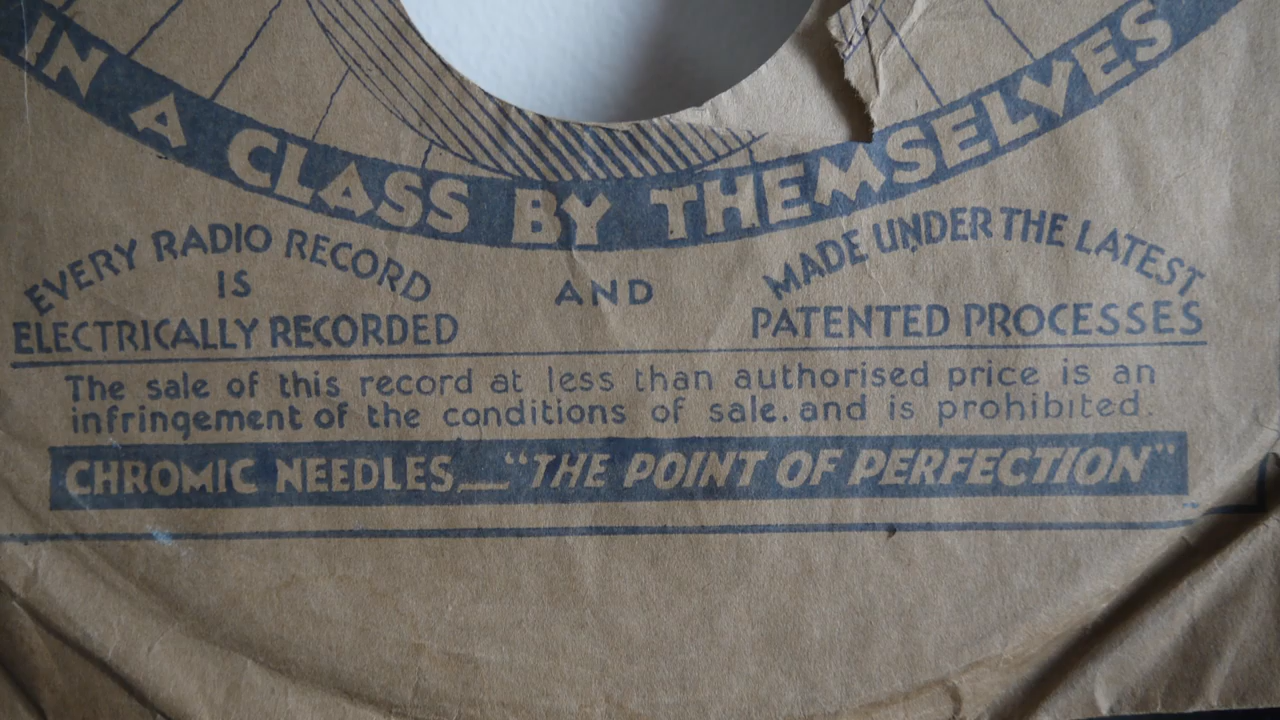 IN A CLASS BY THEMSELVES
EVERY RADIO RECORD
IS
ELECTRICALLY RECORDED
AND
MADE UNDER THE LATEST
PATENTED PROCESSES
The sale of this record at less than authorised price is an
infringement of the conditions of sale. and is prohibited.
CHROMIC NEEDLES—"THE POINT OF PERFECTION"